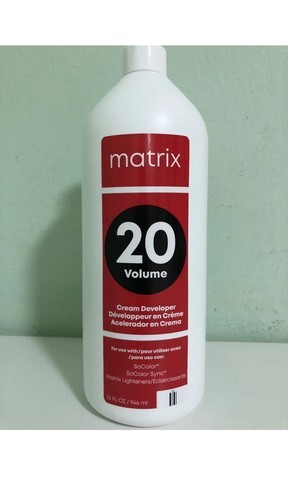 matrix
20
Volume
Cream Developer
Développeur en Crème
Acelerador en Crema
for use with/pour utiliser avec
/para use con:
SoColor®
SoColor Sync®
Matrix Lighteners/Éclaircissants
32 FL OZ / 946 ml